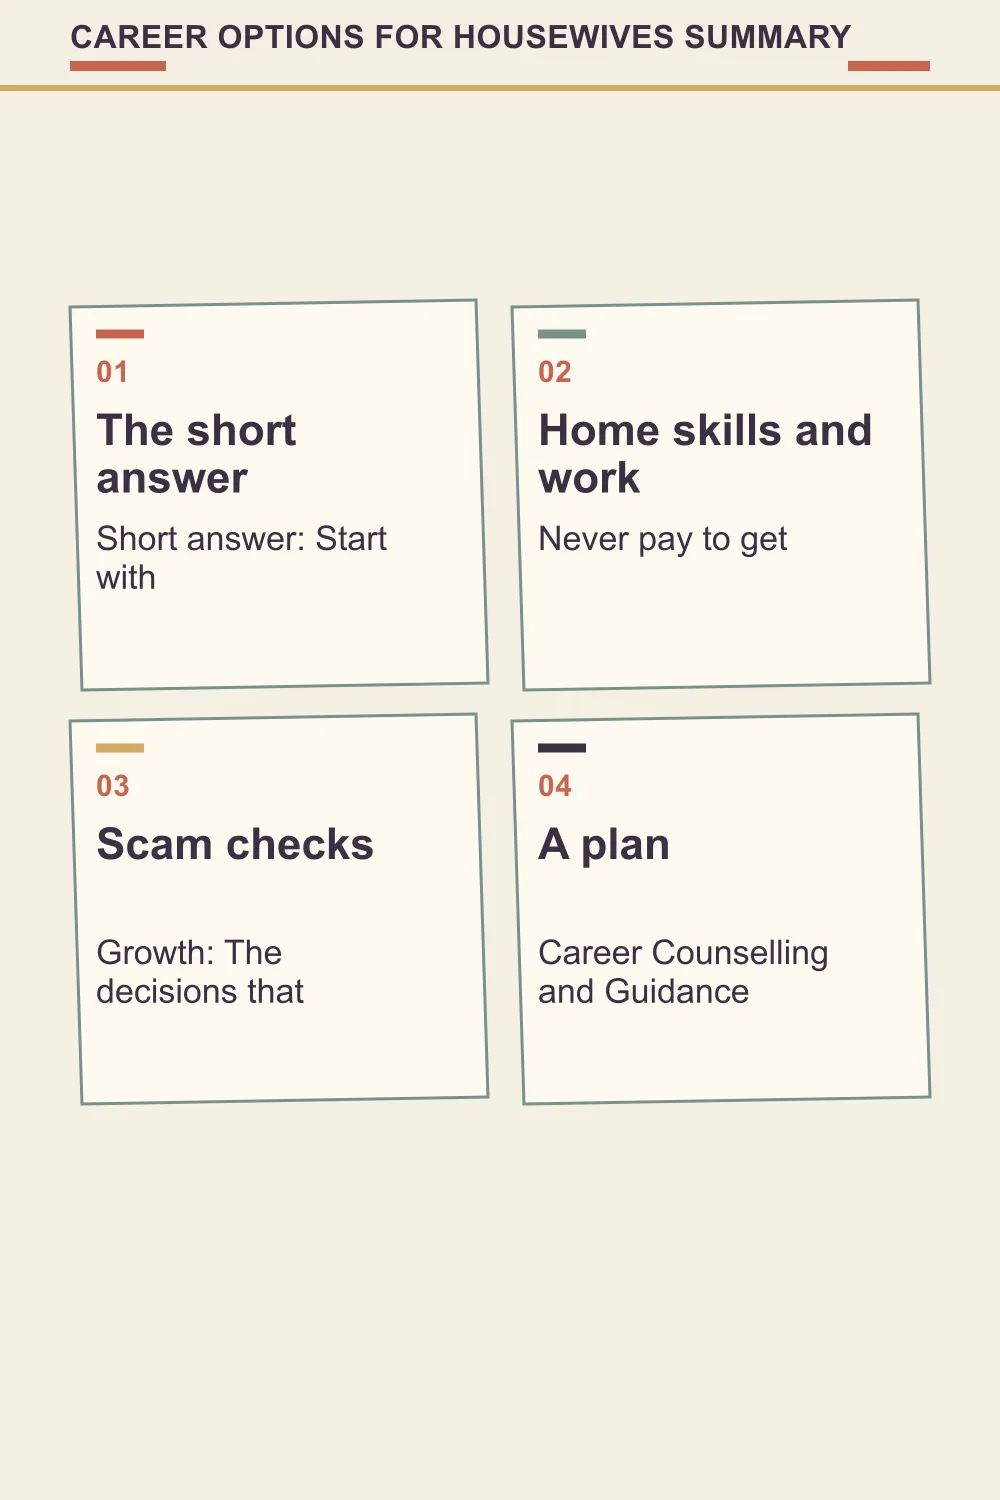 CAREER OPTIONS FOR HOUSEWIVES SUMMARY
01
The short
answer
Short answer: Start
with
02
Home skills and
work
Never pay to get
03
Scam checks
Growth: The
decisions that
04
A plan
Career Counselling
and Guidance